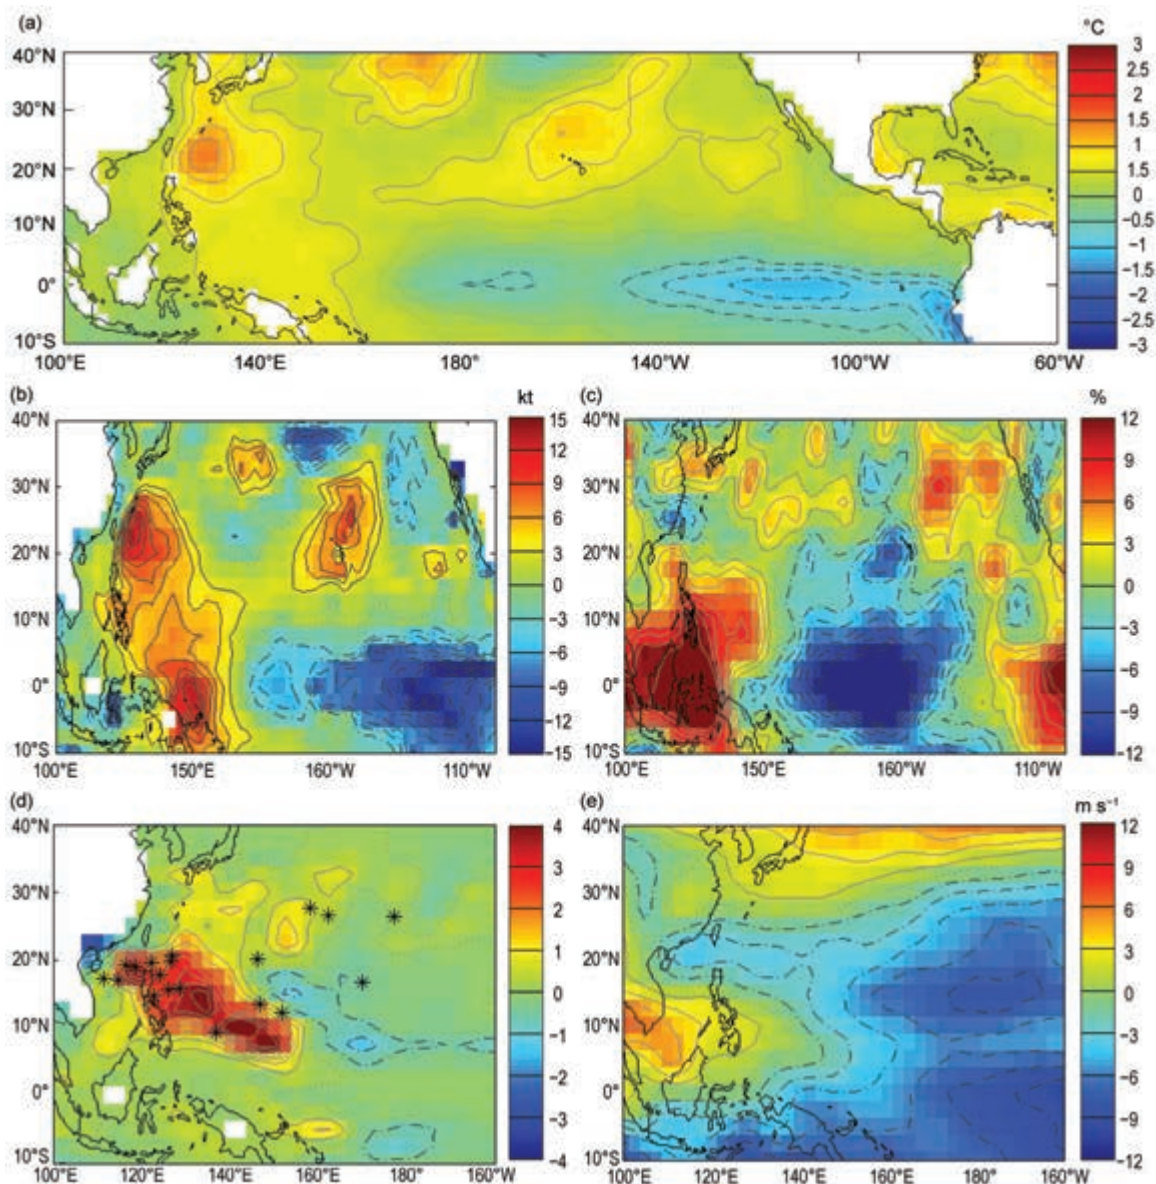 (a)
°C
40°N
30°N
20°N
10°N
0°
10°S
100°E 140°E 180° 140°W 100°W 60°W
3
2.5
2
1.5
1
1.5
0
−0.5
−1
−1.5
−2
−2.5
−3
(b)
kt
40°N
30°N
20°N
10°N
0°
10°S
100°E 150°E 160°W 110°W
15
12
9
6
3
0
−3
−6
−9
−12
−15
(c)
%
40°N
30°N
20°N
10°N
0°
10°S
100°E 150°E 160°W 110°W
12
9
6
3
0
−3
−6
−9
−12
(d)
40°N
30°N
20°N
10°N
0°
10°S
100°E 120°E 140°E 160°E 180° 160°W
4
3
2
1
0
−1
−2
−3
−4
(e)
m s⁻¹
40°N
30°N
20°N
10°N
0°
10°S
100°E 120°E 140°E 160°E 180° 160°W
12
9
6
3
0
−3
−6
−9
−12